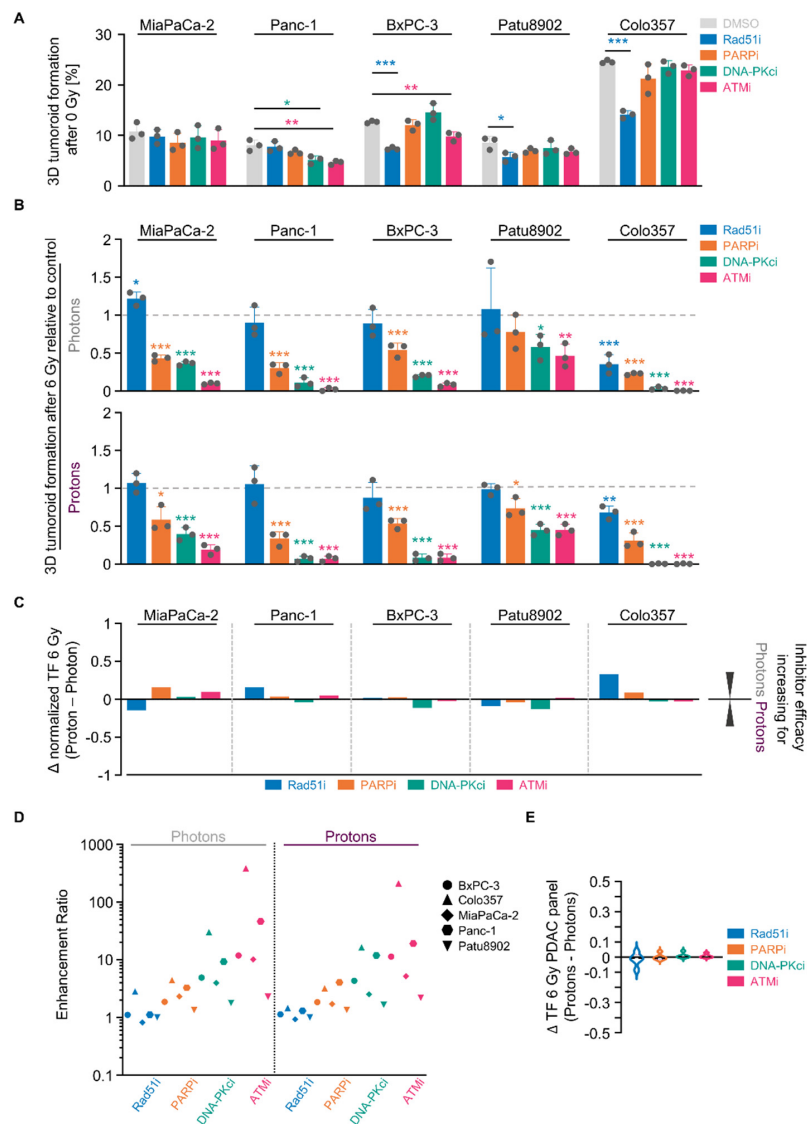 A
MiaPaCa-2 Panc-1 BxPC-3 Patu8902 Colo357
3D tumoroid formation
after 0 Gy [%]
30
20
10
0
* ** *** ** * ***
DMSO
Rad51i
PARPi
DNA-PKci
ATMi
B
MiaPaCa-2 Panc-1 BxPC-3 Patu8902 Colo357
Rad51i
PARPi
DNA-PKci
ATMi
3D tumoroid formation after 6 Gy relative to control
Photons
2
1.5
1
0.5
0
* *** *** *** *** *** *** *** *** *** * ** *** *** *** ***
Protons
2
1.5
1
0.5
0
* *** *** *** *** *** *** *** *** * *** *** ** *** *** ***
C
MiaPaCa-2 Panc-1 BxPC-3 Patu8902 Colo357
Δ normalized TF 6 Gy
(Proton – Photon)
1
0.5
0
-0.5
-1
Inhibitor efficacy
increasing for
Photons Protons
Rad51i PARPi DNA-PKci ATMi
D
Photons Protons
Enhancement Ratio
1000
100
10
1
0.1
Rad51i PARPi DNA-PKci ATMi Rad51i PARPi DNA-PKci ATMi
BxPC-3
Colo357
MiaPaCa-2
Panc-1
Patu8902
E
Δ TF 6 Gy PDAC panel
(Protons - Photons)
0.5
0.3
0.1
0
-0.1
-0.3
-0.5
Rad51i
PARPi
DNA-PKci
ATMi